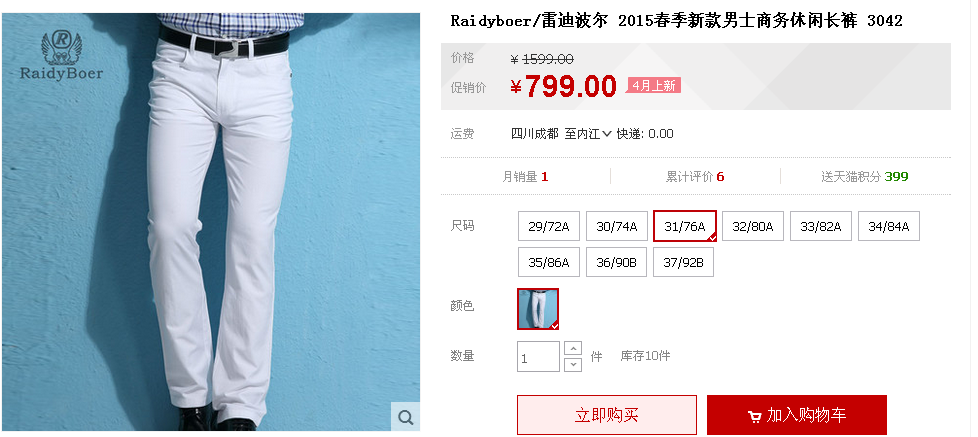 RaidyBoer
Raidyboer/雷迪波尔 2015春季新款男士商务休闲长裤 3042
价格 ¥ 1599.00
促销价 ¥799.00 4月上新
运费 四川成都 至内江 快递: 0.00
月销量 1 累计评价 6 送天猫积分 399
尺码 29/72A 30/74A 31/76A 32/80A 33/82A 34/84A
35/86A 36/90B 37/92B
颜色
数量 1 件 库存10件
立即购买 加入购物车